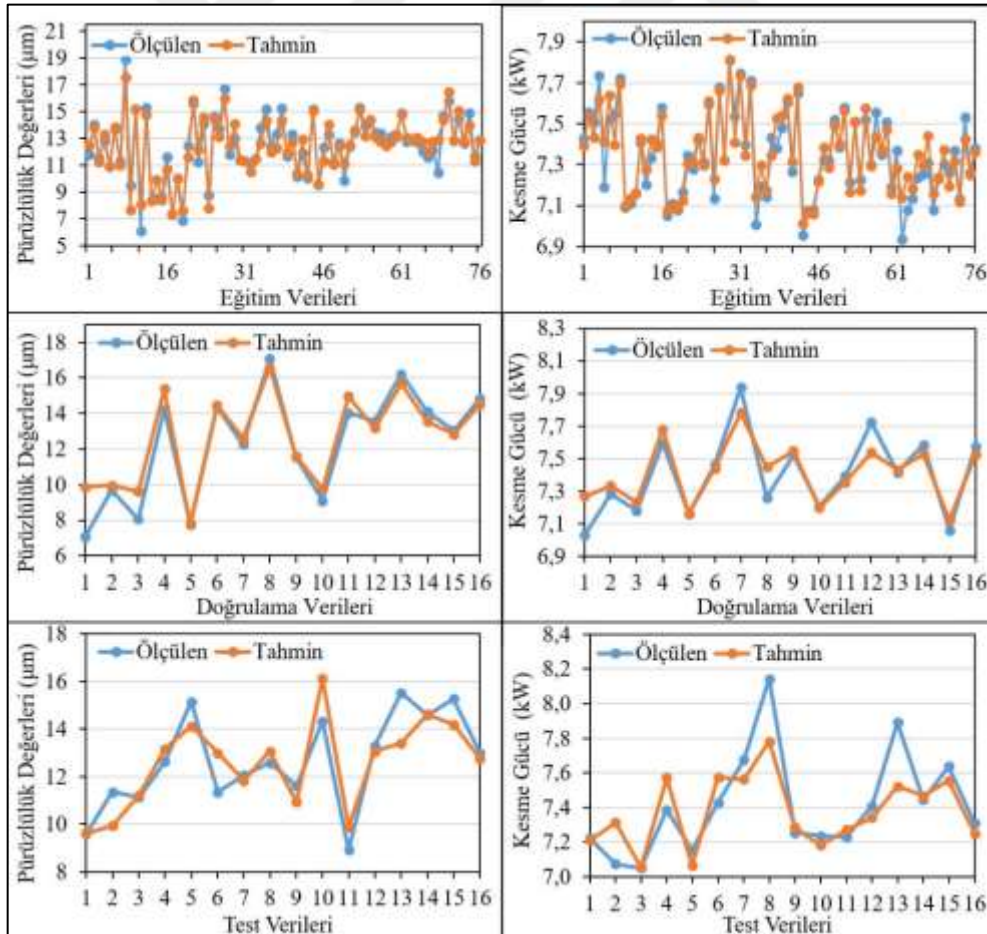 Pürüzlülük Değerleri (µm)
21
19
17
15
13
11
9
7
5
Ölçülen
Tahmin
1 16 31 46 61 76
Eğitim Verileri
Kesme Gücü (kW)
7,9
7,7
7,5
7,3
7,1
6,9
Ölçülen
Tahmin
1 16 31 46 61 76
Eğitim Verileri
Pürüzlülük Değerleri (µm)
18
16
14
12
10
8
6
Ölçülen
Tahmin
1 2 3 4 5 6 7 8 9 10 11 12 13 14 15 16
Doğrulama Verileri
Kesme Gücü (kW)
8,3
8,1
7,9
7,7
7,5
7,3
7,1
6,9
Ölçülen
Tahmin
1 2 3 4 5 6 7 8 9 10 11 12 13 14 15 16
Doğrulama Verileri
Pürüzlülük Değerleri (µm)
18
16
14
12
10
8
Ölçülen
Tahmin
1 2 3 4 5 6 7 8 9 10 11 12 13 14 15 16
Test Verileri
Kesme Gücü (kW)
8,4
8,2
8,0
7,8
7,6
7,4
7,2
7,0
Ölçülen
Tahmin
1 2 3 4 5 6 7 8 9 10 11 12 13 14 15 16
Test Verileri